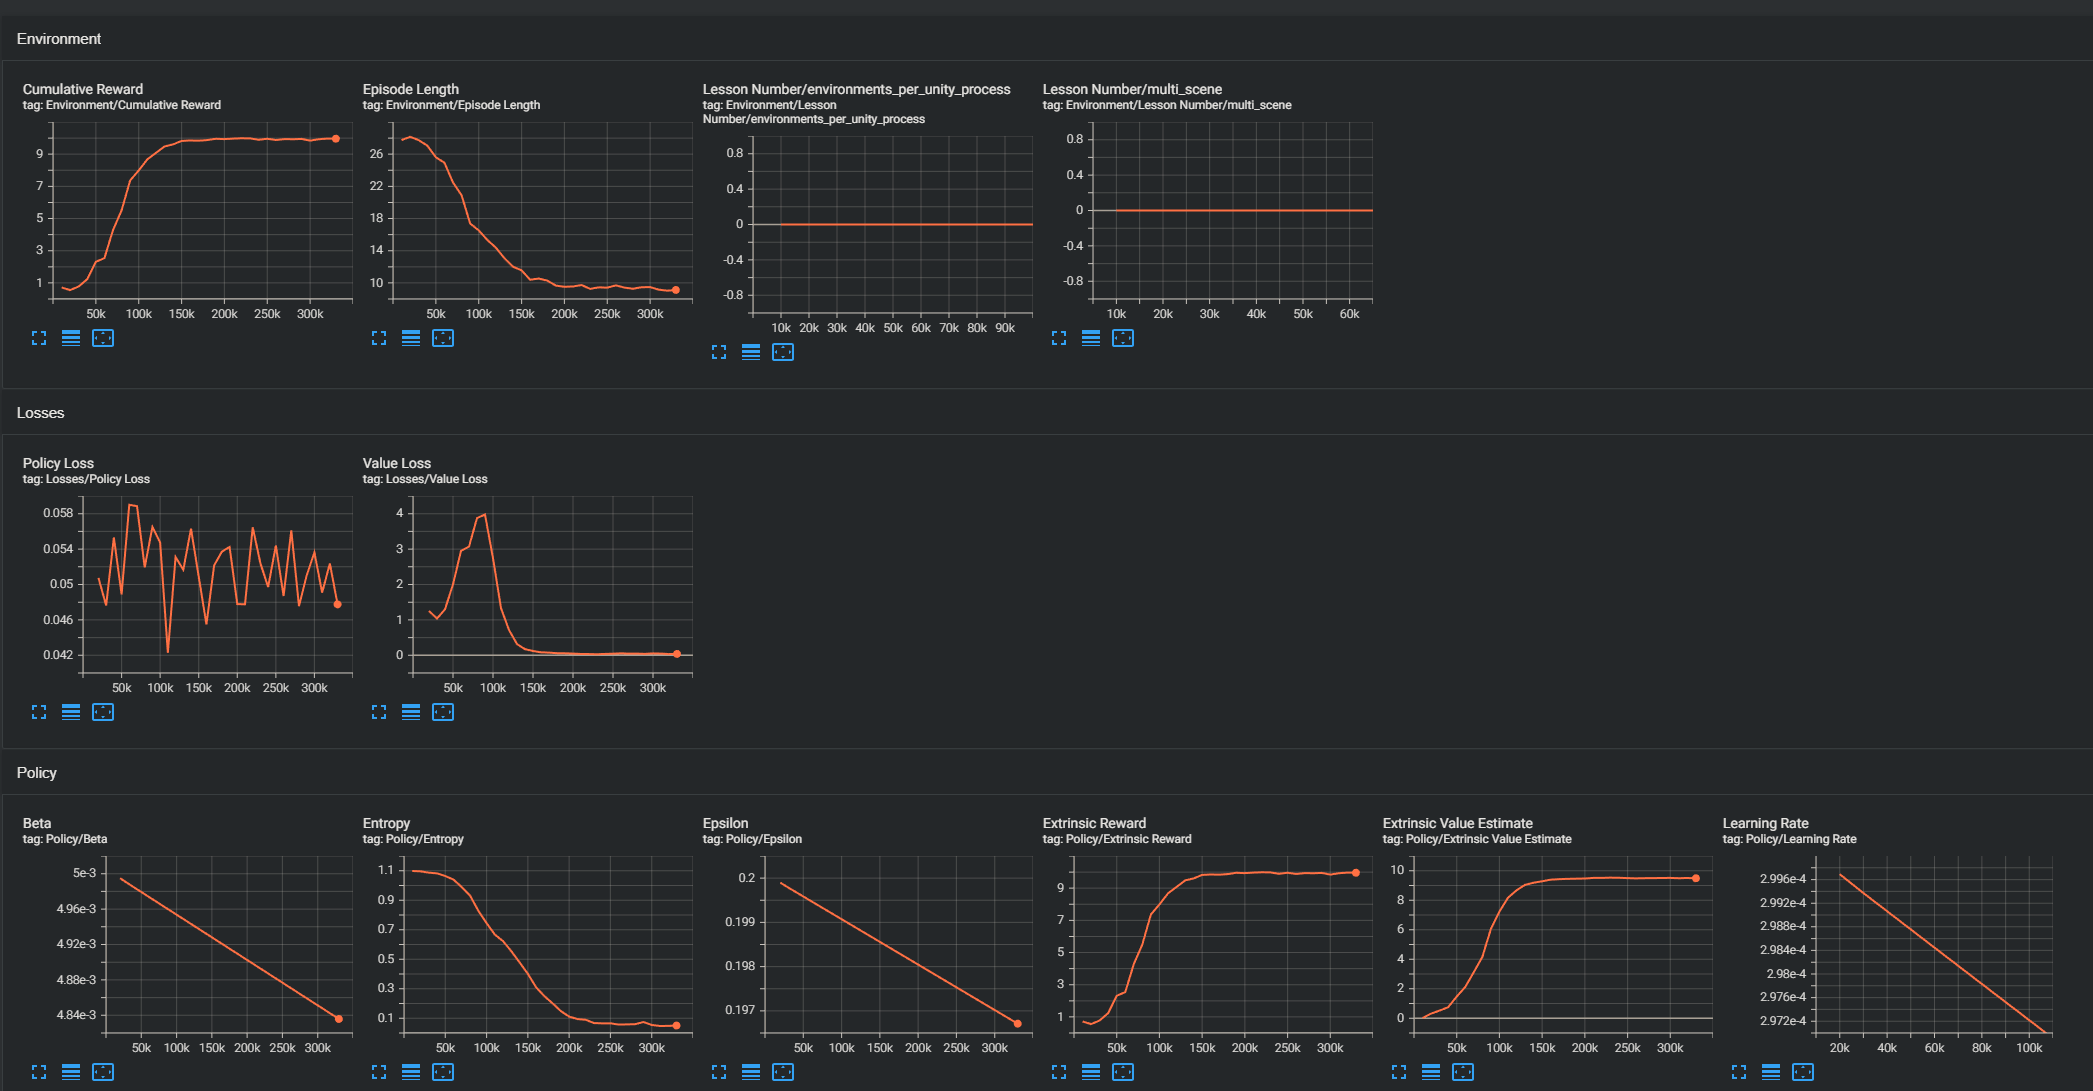 Environment
Cumulative Reward
tag: Environment/Cumulative Reward
9
7
5
3
1
50k 100k 150k 200k 250k 300k
Episode Length
tag: Environment/Episode Length
26
22
18
14
10
50k 100k 150k 200k 250k 300k
Lesson Number/environments_per_unity_process
tag: Environment/Lesson
Number/environments_per_unity_process
0.8
0.4
0
-0.4
-0.8
10k 20k 30k 40k 50k 60k 70k 80k 90k
Lesson Number/multi_scene
tag: Environment/Lesson Number/multi_scene
0.8
0.4
0
-0.4
-0.8
10k 20k 30k 40k 50k 60k
Losses
Policy Loss
tag: Losses/Policy Loss
0.058
0.054
0.05
0.046
0.042
50k 100k 150k 200k 250k 300k
Value Loss
tag: Losses/Value Loss
4
3
2
1
0
50k 100k 150k 200k 250k 300k
Policy
Beta
tag: Policy/Beta
5e-3
4.96e-3
4.92e-3
4.88e-3
4.84e-3
50k 100k 150k 200k 250k 300k
Entropy
tag: Policy/Entropy
1.1
0.9
0.7
0.5
0.3
0.1
50k 100k 150k 200k 250k 300k
Epsilon
tag: Policy/Epsilon
0.2
0.199
0.198
0.197
50k 100k 150k 200k 250k 300k
Extrinsic Reward
tag: Policy/Extrinsic Reward
9
7
5
3
1
50k 100k 150k 200k 250k 300k
Extrinsic Value Estimate
tag: Policy/Extrinsic Value Estimate
10
8
6
4
2
0
50k 100k 150k 200k 250k 300k
Learning Rate
tag: Policy/Learning Rate
2.996e-4
2.992e-4
2.988e-4
2.984e-4
2.98e-4
2.976e-4
2.972e-4
20k 40k 60k 80k 100k